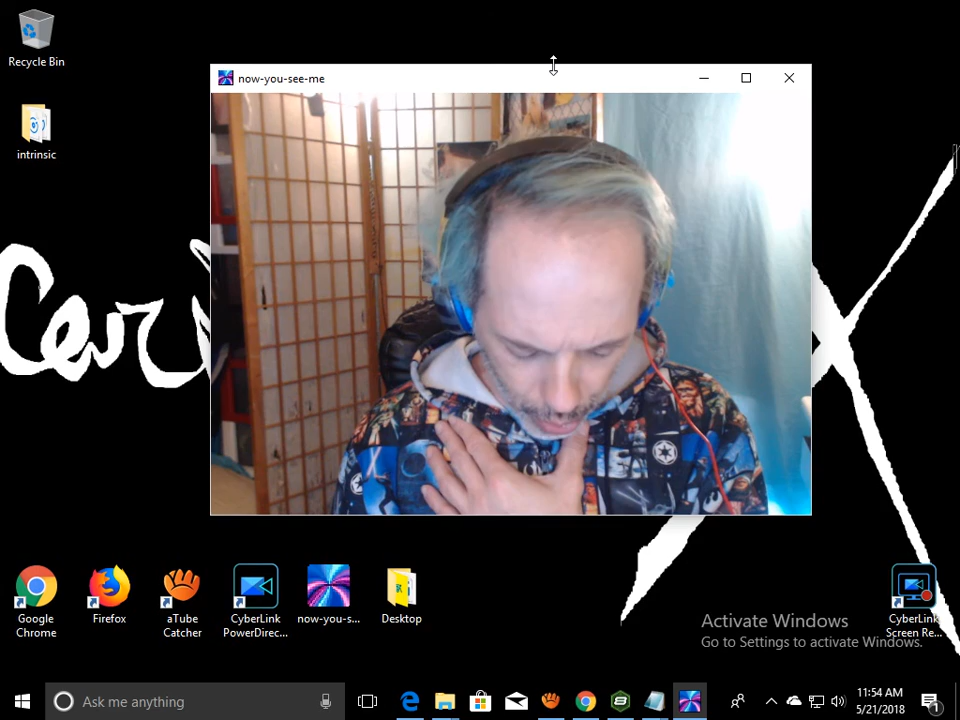 Recycle Bin
now-you-see-me
intrinsic
Google
Chrome
Firefox
aTube
Catcher
CyberLink
PowerDirec...
now-you-s...
Desktop
CyberLink
Screen Re...
Activate Windows
Go to Settings to activate Windows.
Ask me anything
11:54 AM
5/21/2018
1